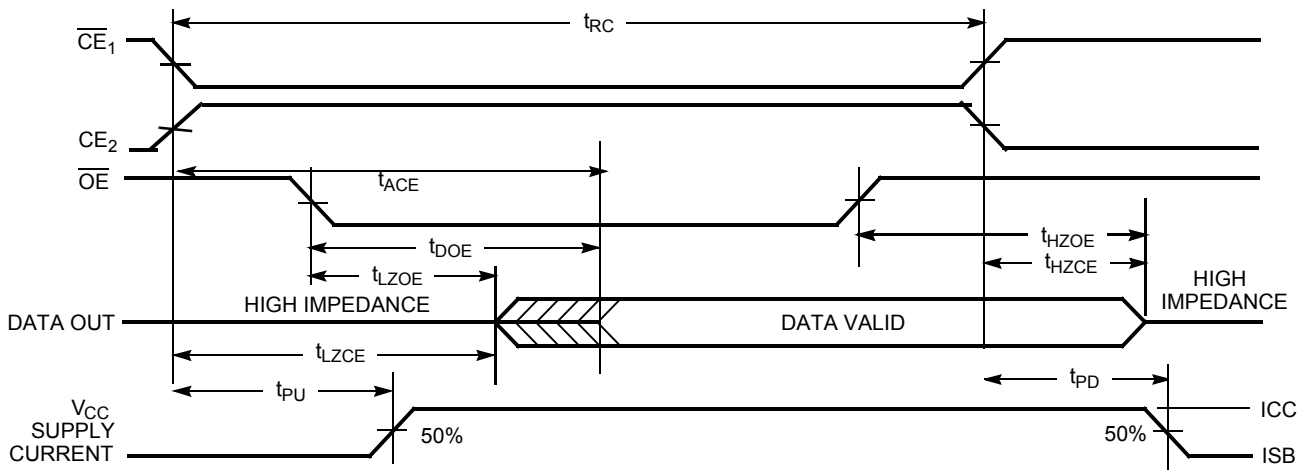 tRC
CE1
CE2
tACE
OE
tDOE
tHZOE
tLZOE
tHZCE
HIGH IMPEDANCE
HIGH
IMPEDANCE
DATA OUT
DATA VALID
tLZCE
tPU
tPD
VCC
SUPPLY
CURRENT
50%
50%
ICC
ISB